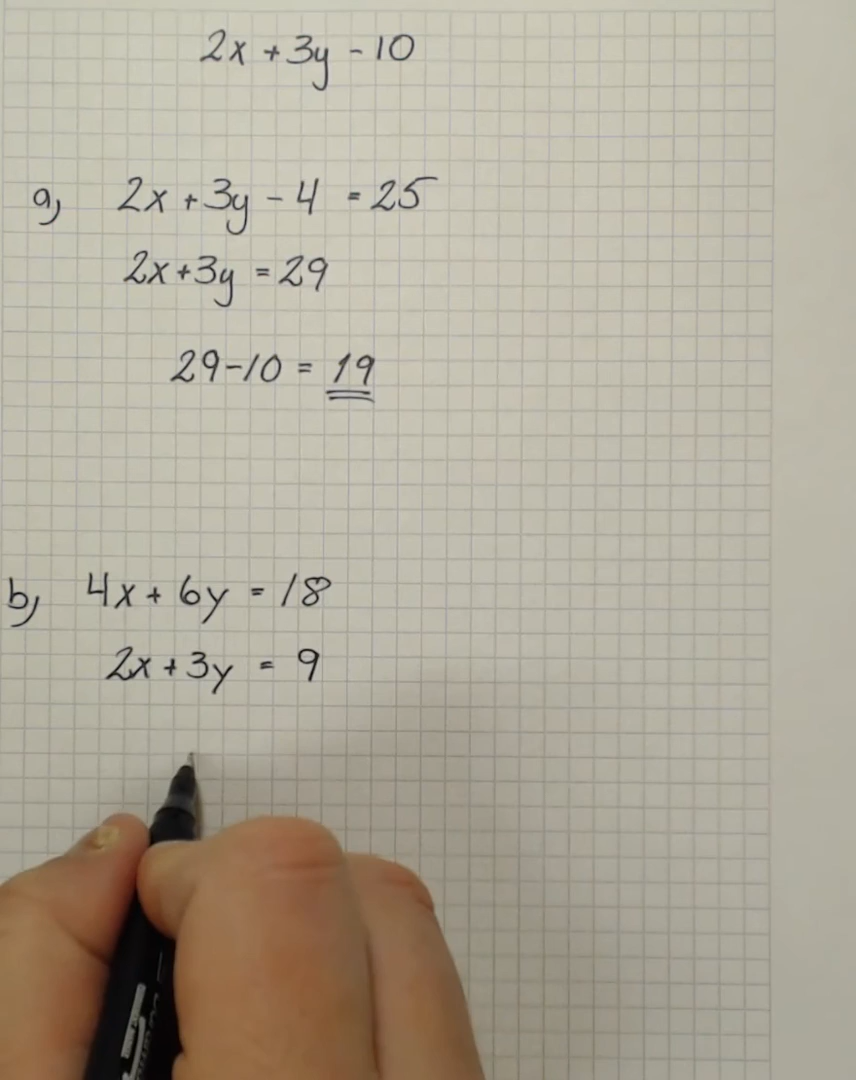 2x + 3y - 10
a) 2x + 3y - 4 = 25
2x + 3y = 29
29 - 10 = 19
b) 4x + 6y = 18
2x + 3y = 9